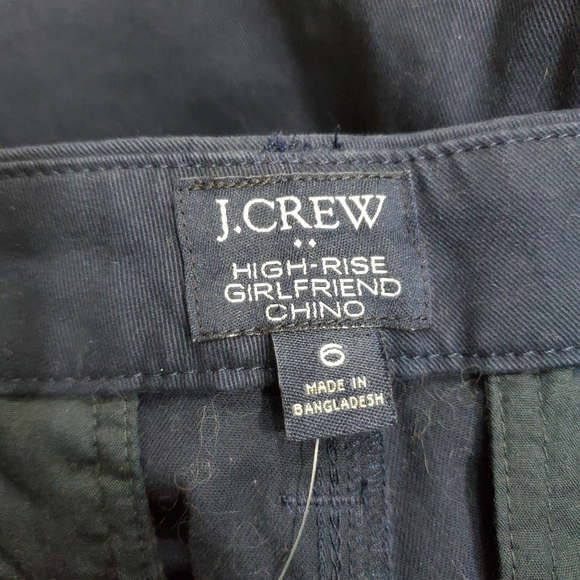 J.CREW
HIGH-RISE
GIRLFRIEND
CHINO
6
MADE IN
BANGLADESH